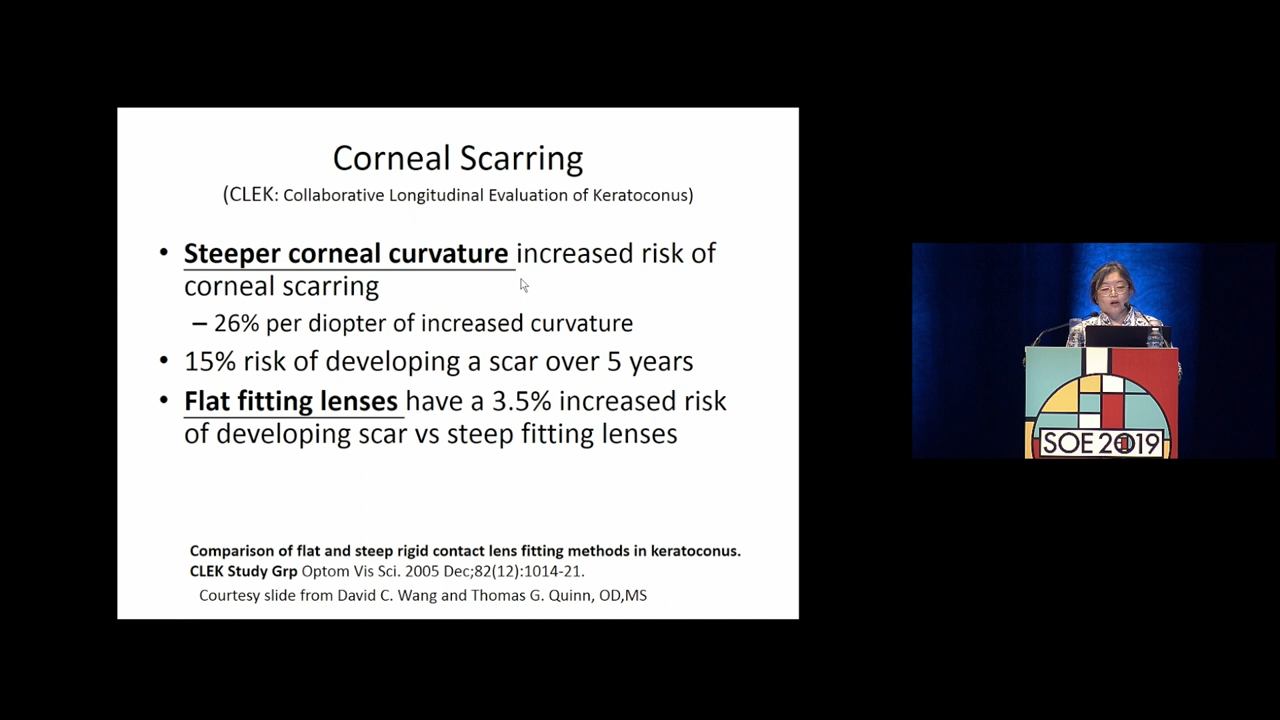 Corneal Scarring
(CLEK: Collaborative Longitudinal Evaluation of Keratoconus)
• Steeper corneal curvature increased risk of
corneal scarring
– 26% per diopter of increased curvature
• 15% risk of developing a scar over 5 years
• Flat fitting lenses have a 3.5% increased risk
of developing scar vs steep fitting lenses
Comparison of flat and steep rigid contact lens fitting methods in keratoconus.
CLEK Study Grp Optom Vis Sci. 2005 Dec;82(12):1014-21.
Courtesy slide from David C. Wang and Thomas G. Quinn, OD,MS
SOE 2019